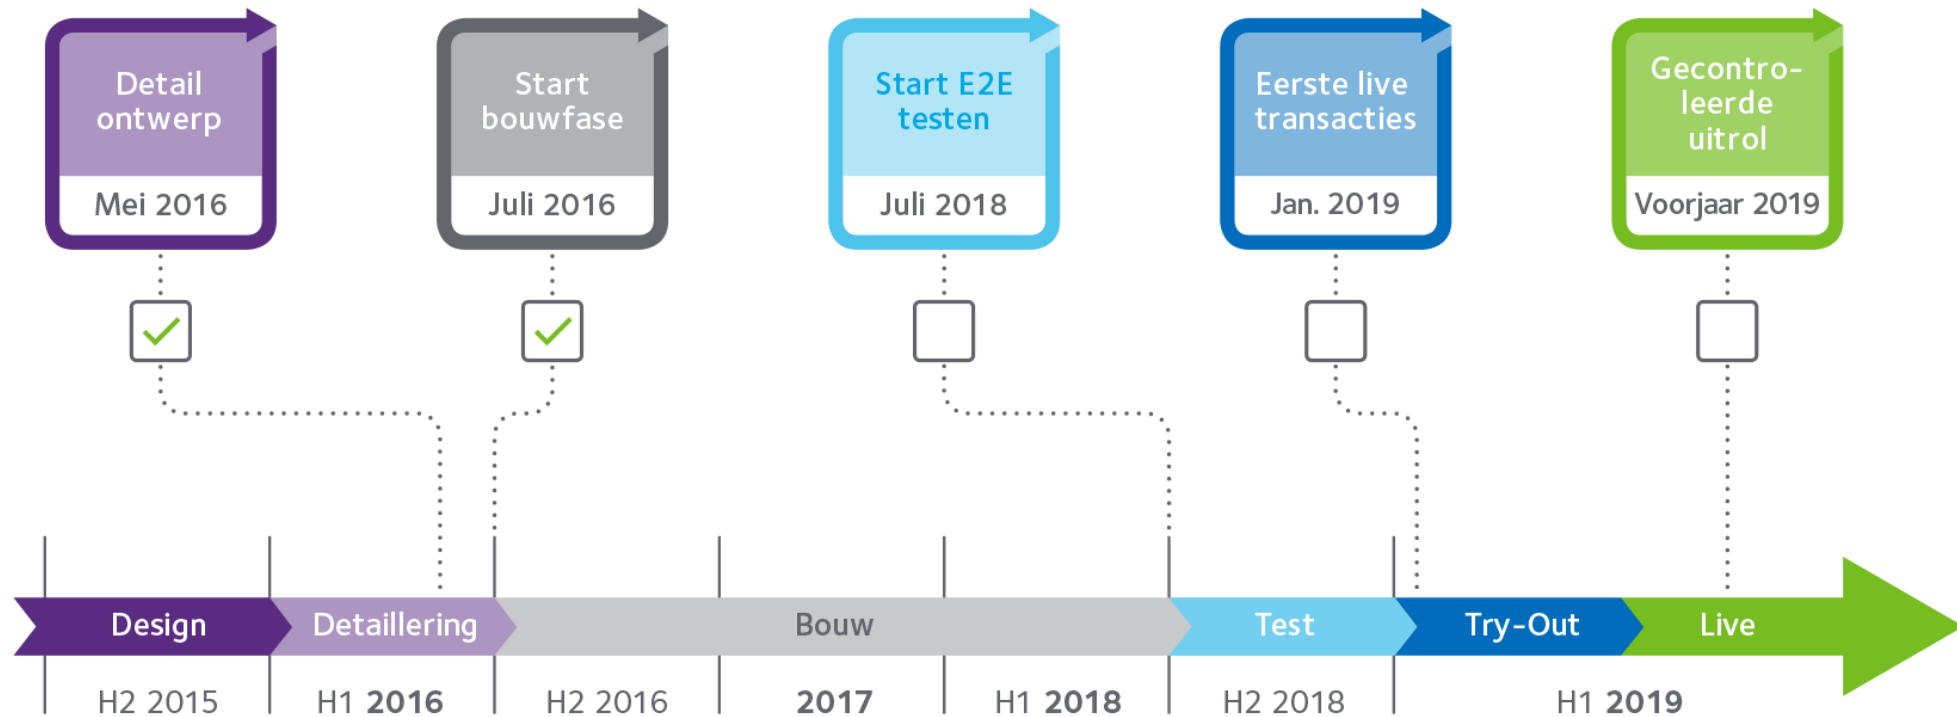 Detail
ontwerp
Mei 2016
Start
bouwfase
Juli 2016
Start E2E
testen
Juli 2018
Eerste live
transacties
Jan. 2019
Gecontro-
leerde
uitrol
Voorjaar 2019
Design
Detaillering
Bouw
Test
Try-Out
Live
H2 2015
H1 2016
H2 2016
2017
H1 2018
H2 2018
H1 2019